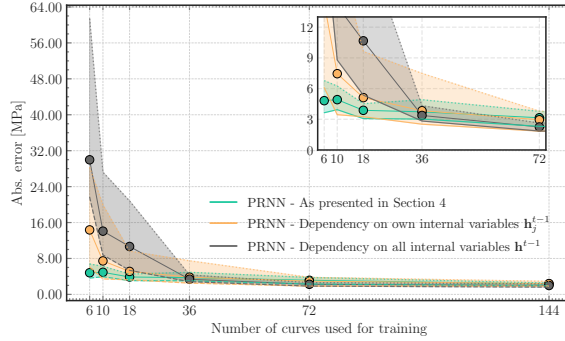 64.00
56.00
48.00
40.00
32.00
24.00
16.00
8.00
0.00
Abs. error [MPa]
12
9
6
3
0
6 10 18 36 72
PRNN - As presented in Section 4
PRNN - Dependency on own internal variables h_j^{t−1}
PRNN - Dependency on all internal variables h^{t−1}
6 10 18 36 72 144
Number of curves used for training